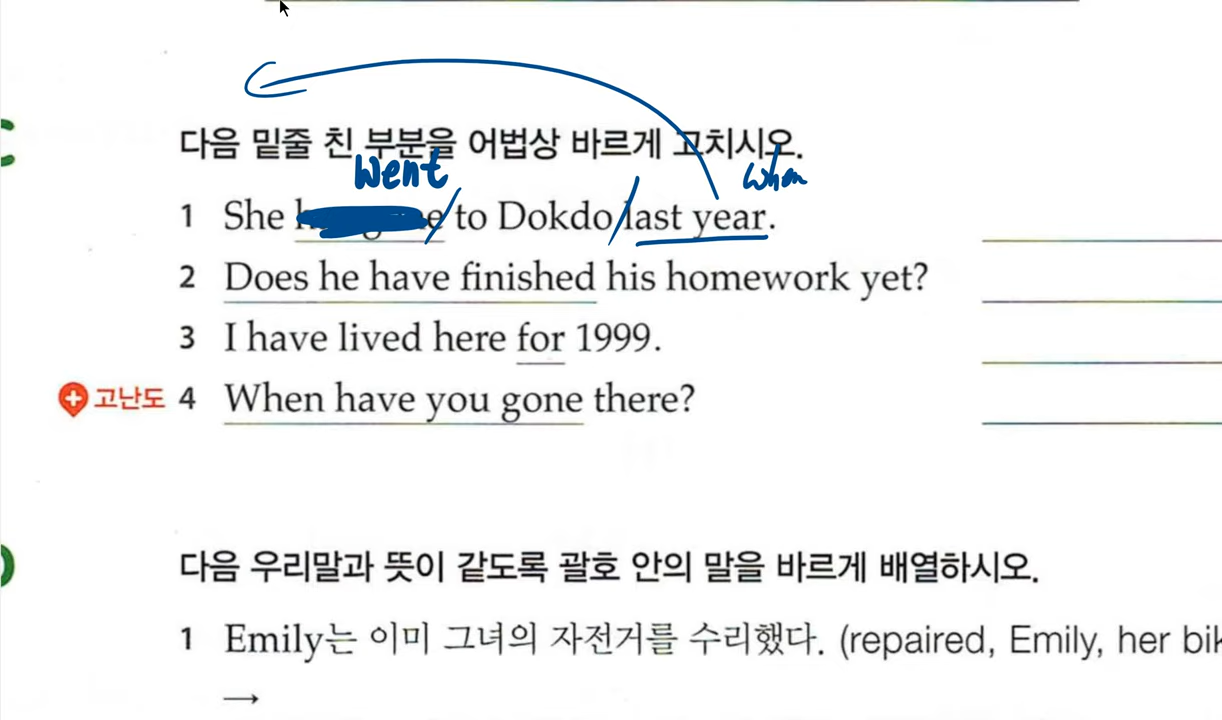 다음 밑줄 친 부분을 어법상 바르게 고치시오.
went
when
1 She to Dokdo last year.
2 Does he have finished his homework yet?
3 I have lived here for 1999.
고난도 4 When have you gone there?
다음 우리말과 뜻이 같도록 괄호 안의 말을 바르게 배열하시오.
1 Emily는 이미 그녀의 자전거를 수리했다. (repaired, Emily, her
→